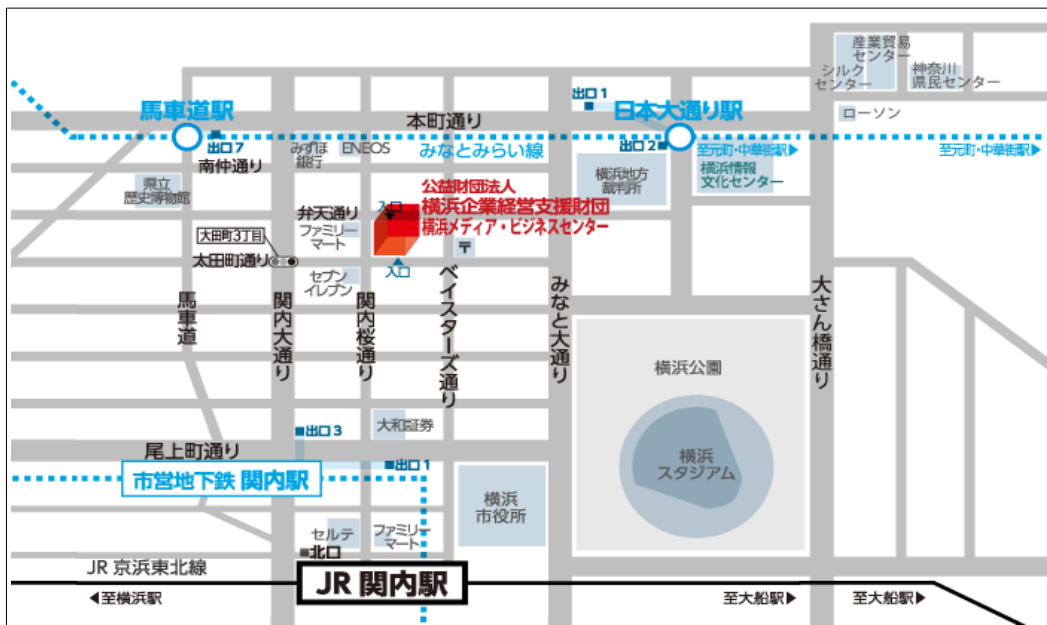 産業貿易
センター
シルク
センター
神奈川
県民センター
ローソン
出口1
馬車道駅
日本大通り駅
本町通り
出口7
みずほ
銀行
ENEOS
みなとみらい線
出口2
至元町・中華街駅▶
至元町・中華街駅▶
南仲通り
横浜地方
裁判所
横浜情報
文化センター
県立
歴史博物館
公益財団法人
横浜企業経営支援財団
横浜メディア・ビジネスセンター
入口
弁天通り
ファミリー
マート
大田町3丁目
太田町通り
〒
入口
セブン
イレブン
馬車道
関内大通り
関内桜通り
ベイスターズ通り
みなと大通り
大さん橋通り
横浜公園
横浜
スタジアム
大和証券
出口3
尾上町通り
出口1
市営地下鉄 関内駅
横浜
市役所
セルテ
ファミリー
マート
北口
JR 京浜東北線
JR 関内駅
◀至横浜駅
至大船駅▶
至大船駅▶